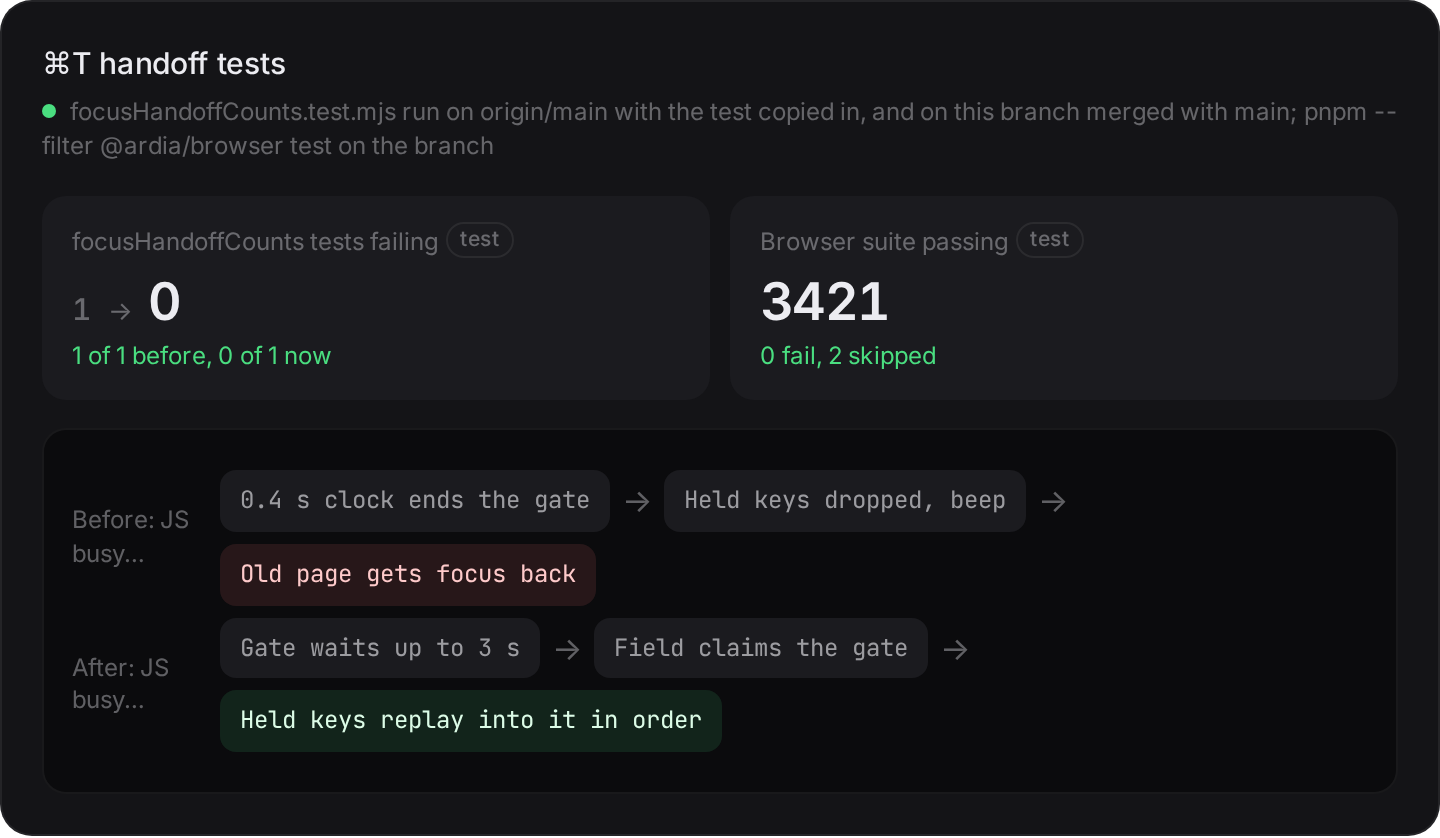 ⌘T handoff tests
focusHandoffCounts.test.mjs run on origin/main with the test copied in, and on this branch merged with main; pnpm --
filter @ardia/browser test on the branch
focusHandoffCounts tests failing test
1 → 0
1 of 1 before, 0 of 1 now
Browser suite passing test
3421
0 fail, 2 skipped
Before: JS
busy...
0.4 s clock ends the gate → Held keys dropped, beep →
Old page gets focus back
After: JS
busy...
Gate waits up to 3 s → Field claims the gate →
Held keys replay into it in order